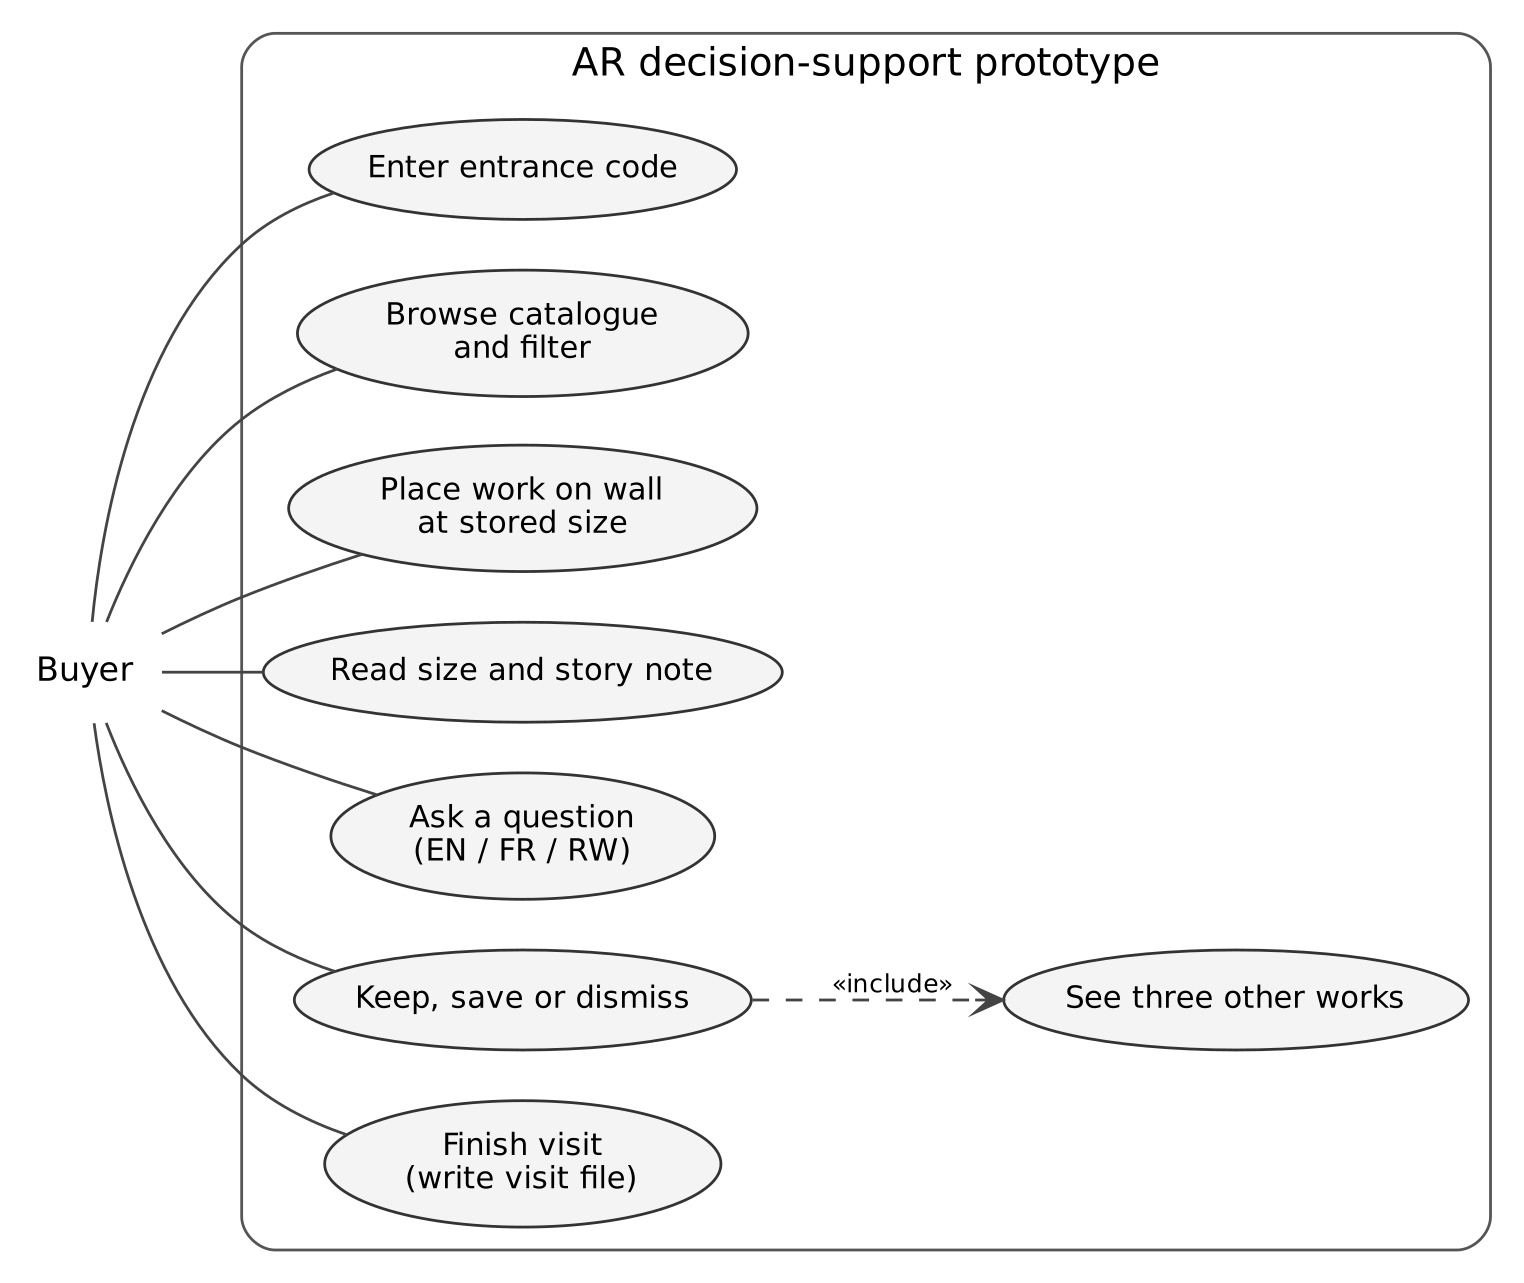 AR decision-support prototype
Enter entrance code
Browse catalogue
and filter
Place work on wall
at stored size
Buyer
Read size and story note
Ask a question
(EN / FR / RW)
Keep, save or dismiss
«include»
See three other works
Finish visit
(write visit file)